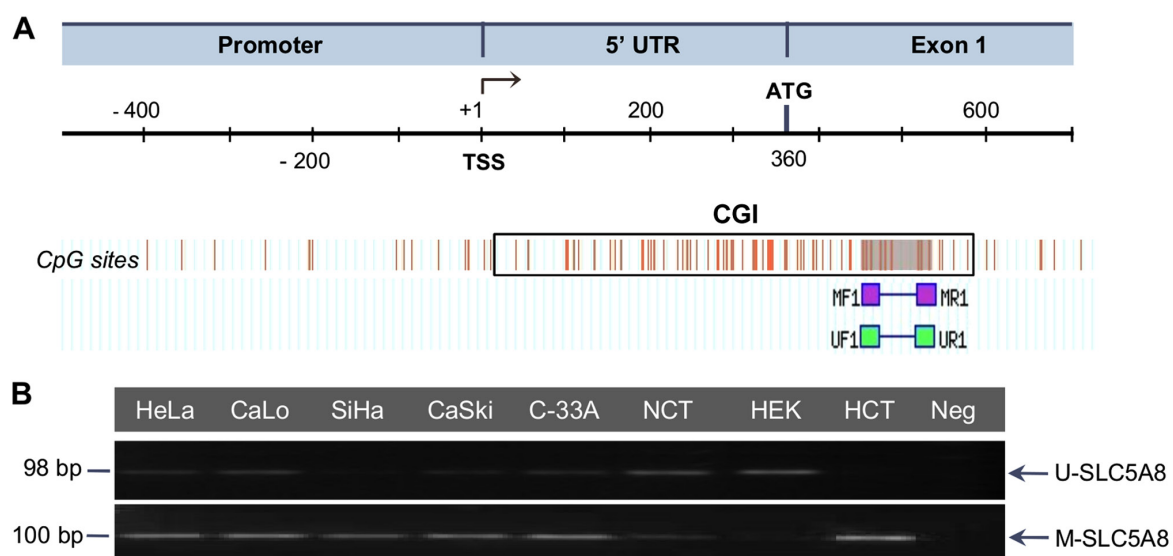 A
Promoter 5' UTR Exon 1
ATG
- 400 +1 200 600
- 200 TSS 360
CGI
CpG sites
MF1 MR1
UF1 UR1
B
HeLa CaLo SiHa CaSki C-33A NCT HEK HCT Neg
98 bp U-SLC5A8
100 bp M-SLC5A8